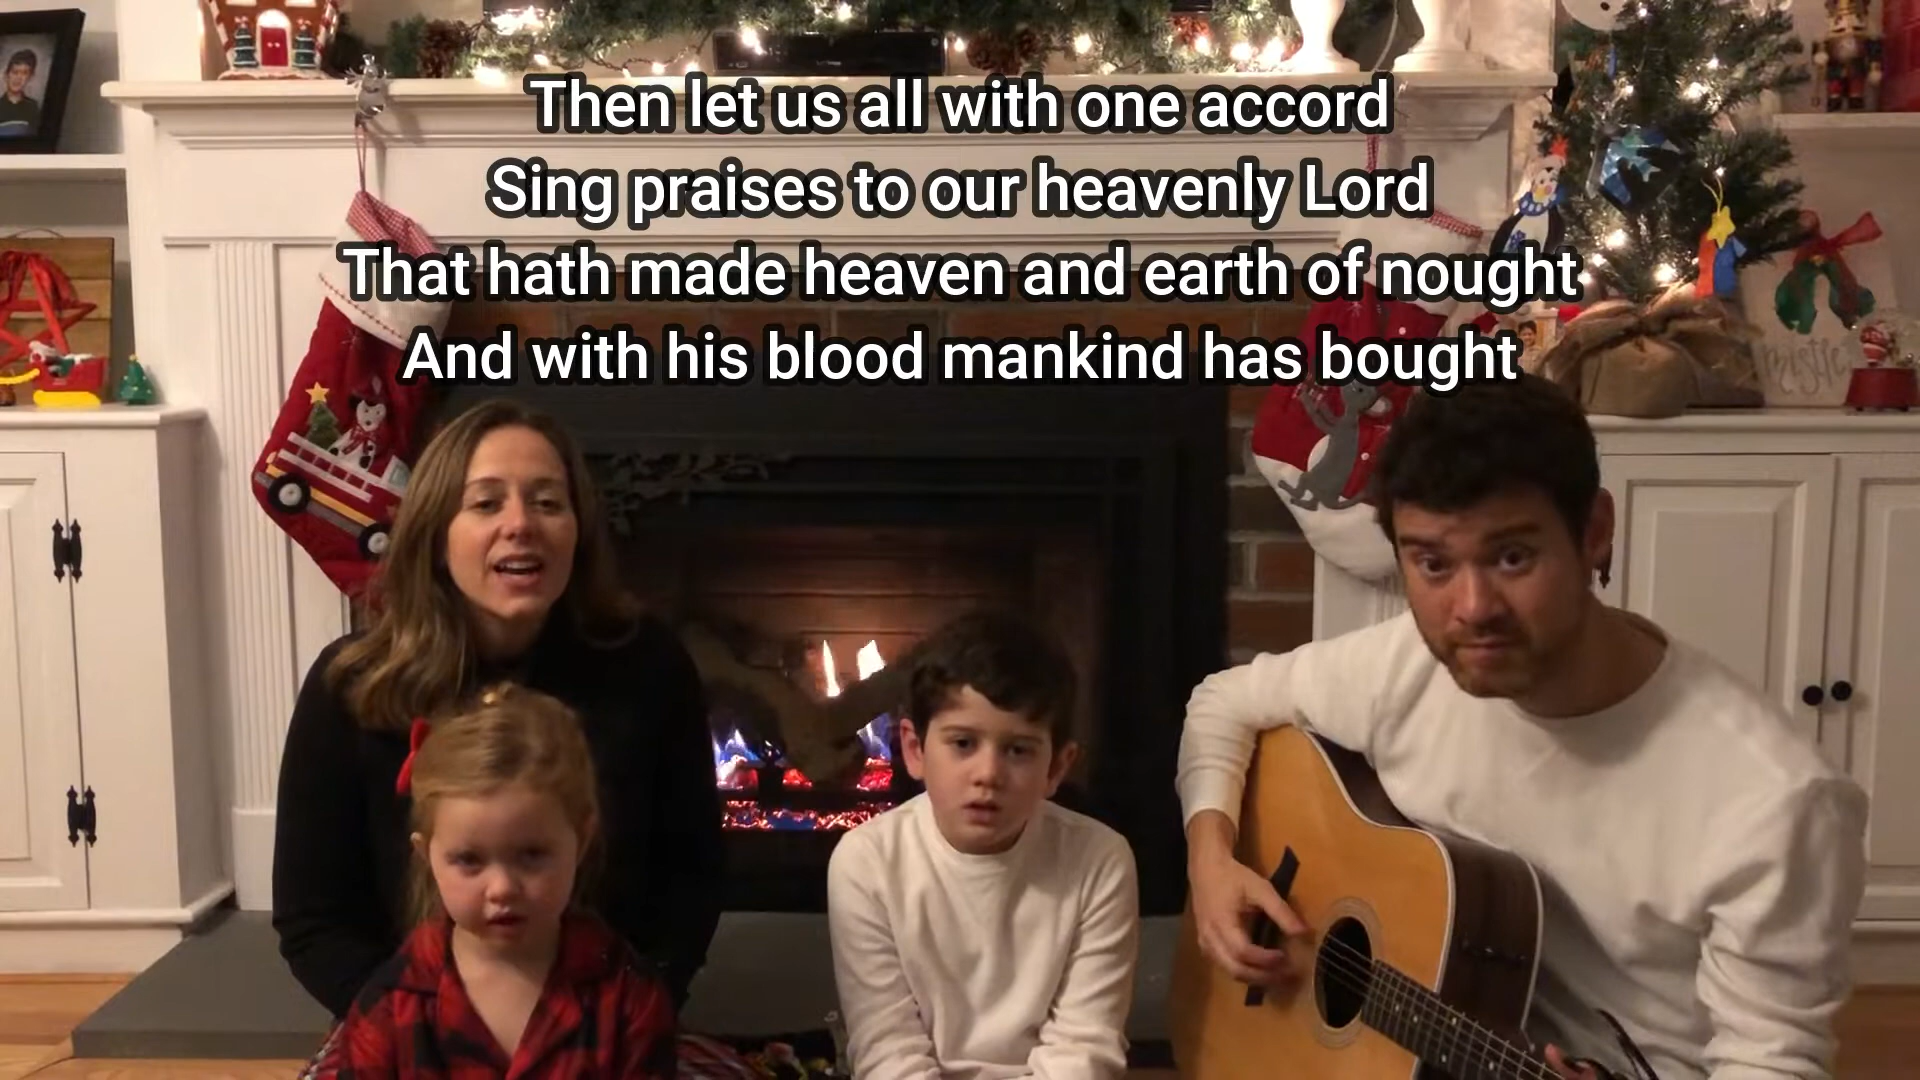 Then let us all with one accord
Sing praises to our heavenly Lord
That hath made heaven and earth of nought
And with his blood mankind has bought